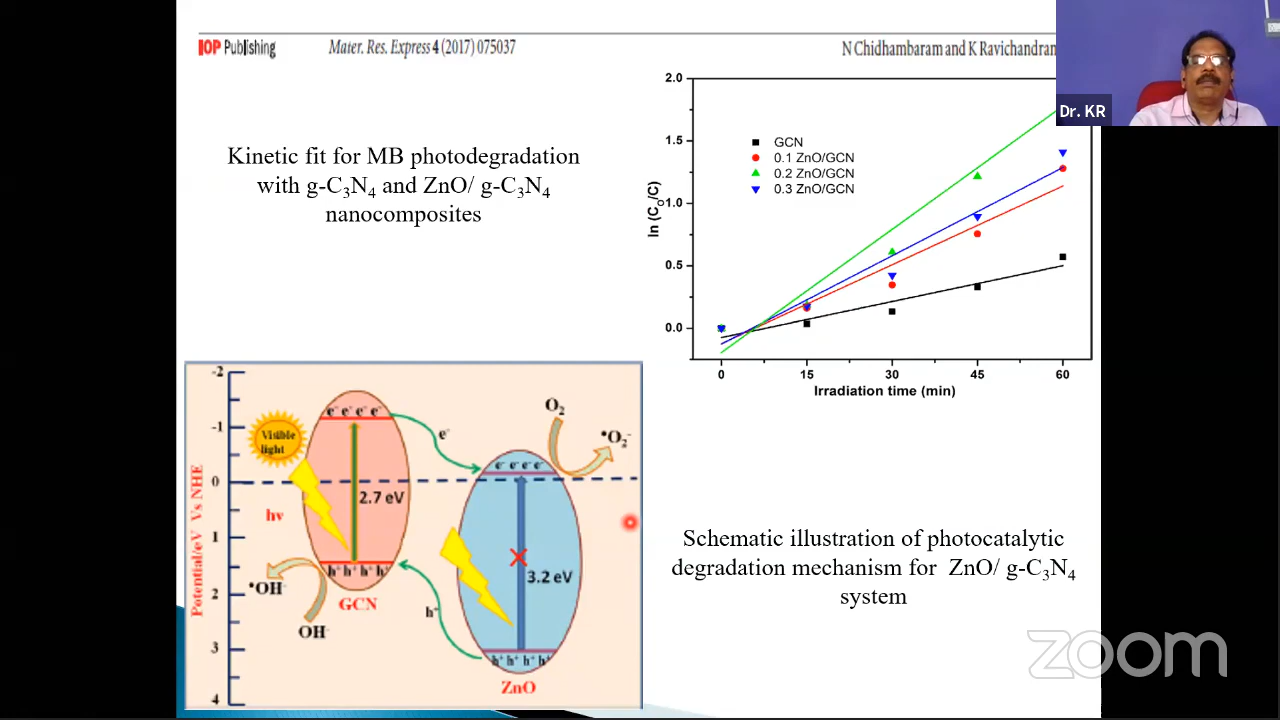 IOP Publishing
Mater. Res. Express 4 (2017) 075037
N Chidhambaram and K Ravichandran
Dr. KR
Kinetic fit for MB photodegradation
with g-C₃N₄ and ZnO/ g-C₃N₄
nanocomposites
2.0
1.5
1.0
0.5
0.0
ln (C₀/C)
GCN
0.1 ZnO/GCN
0.2 ZnO/GCN
0.3 ZnO/GCN
0 15 30 45 60
Irradiation time (min)
-2
-1
0
1
2
3
4
Potential/eV Vs NHE
Visible
light
hν
e⁻ e⁻ e⁻ e⁻
e⁻
O₂
•O₂⁻
e⁻ e⁻ e⁻ e⁻
2.7 eV
3.2 eV
h⁺ h⁺ h⁺ h⁺
•OH
OH⁻
GCN
h⁺
h⁺ h⁺ h⁺ h⁺
ZnO
Schematic illustration of photocatalytic
degradation mechanism for ZnO/ g-C₃N₄
system
zoom